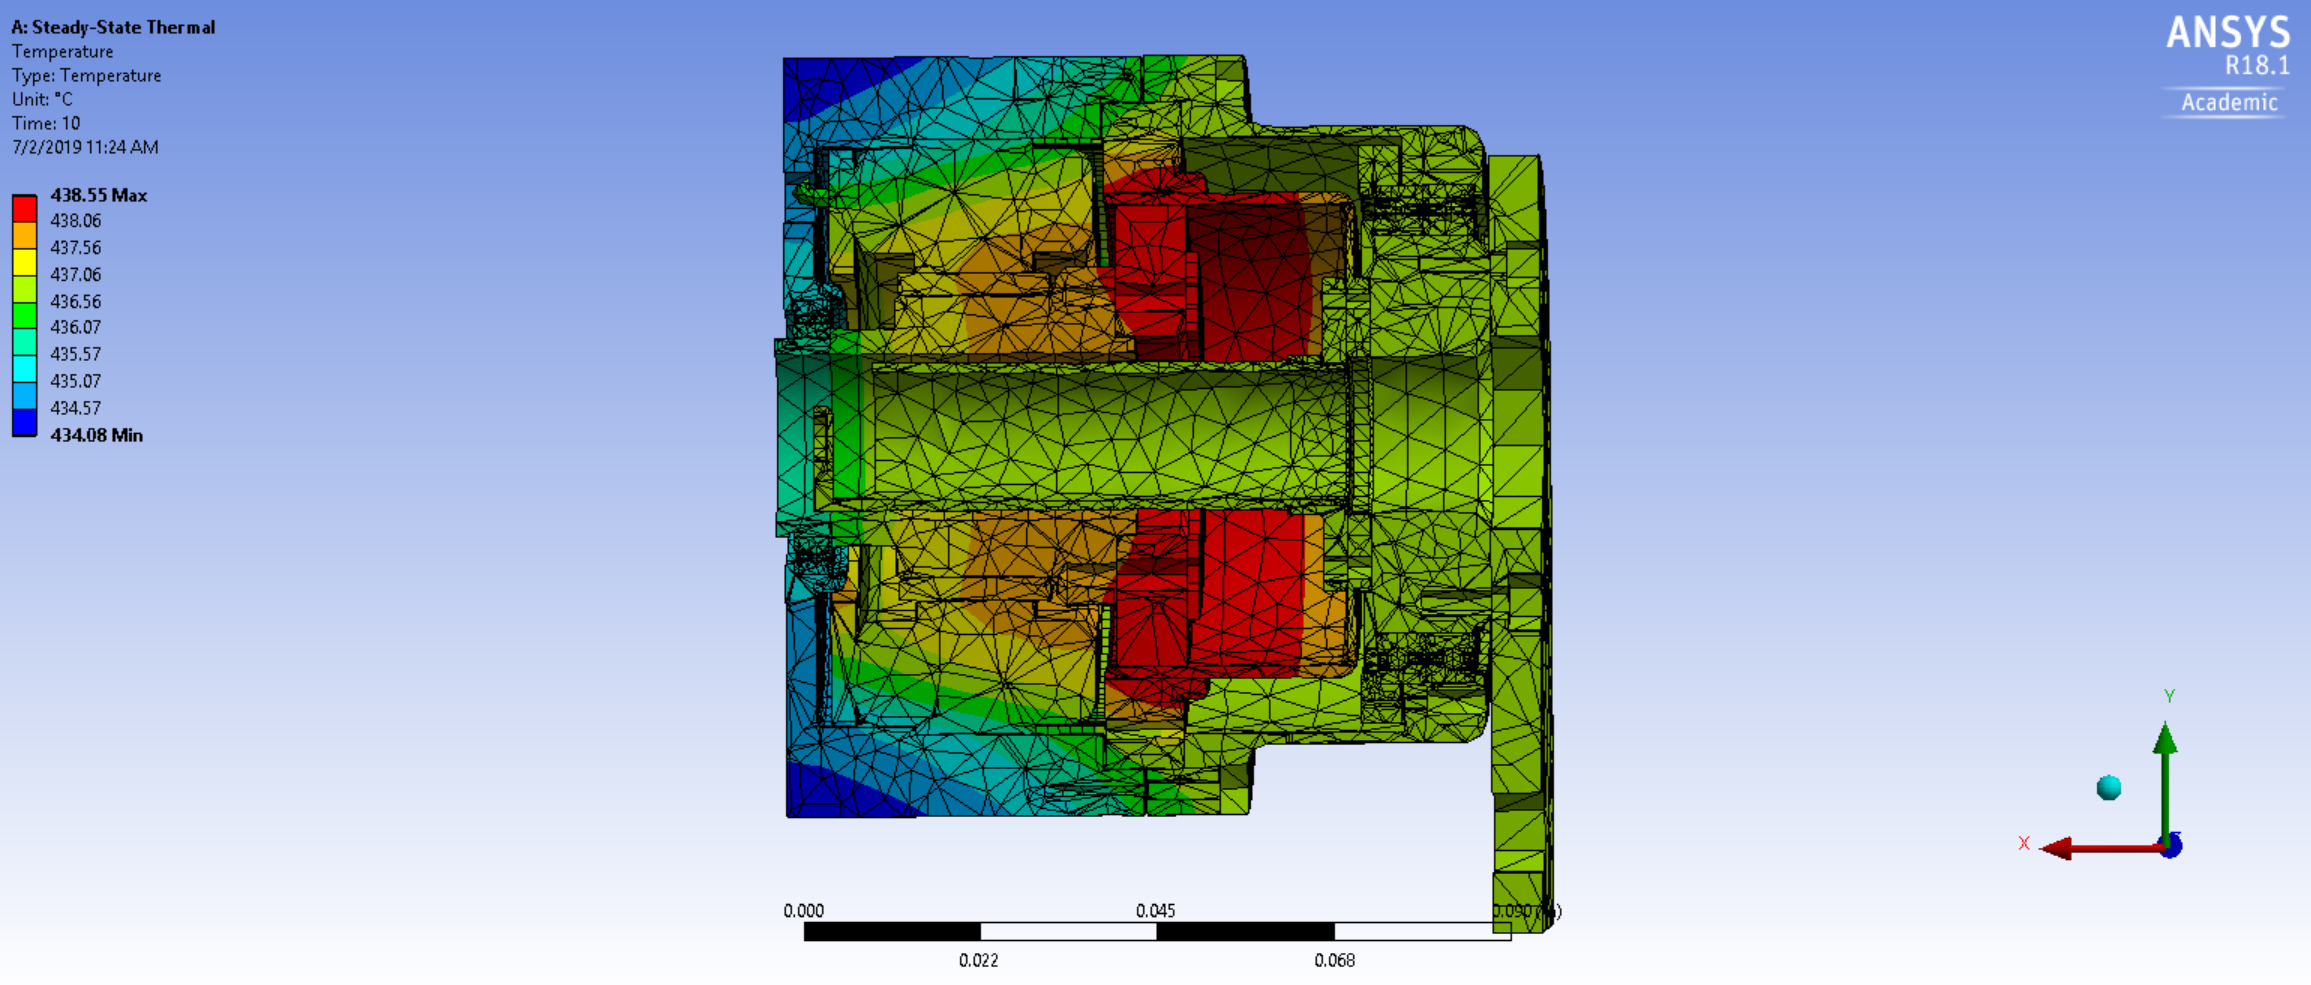 A: Steady-State Thermal
Temperature
Type: Temperature
Unit: °C
Time: 10
7/2/2019 11:24 AM
438.55 Max
438.06
437.56
437.06
436.56
436.07
435.57
435.07
434.57
434.08 Min
ANSYS
R18.1
Academic
Y
X
0.000
0.045
0.090
0.022
0.068